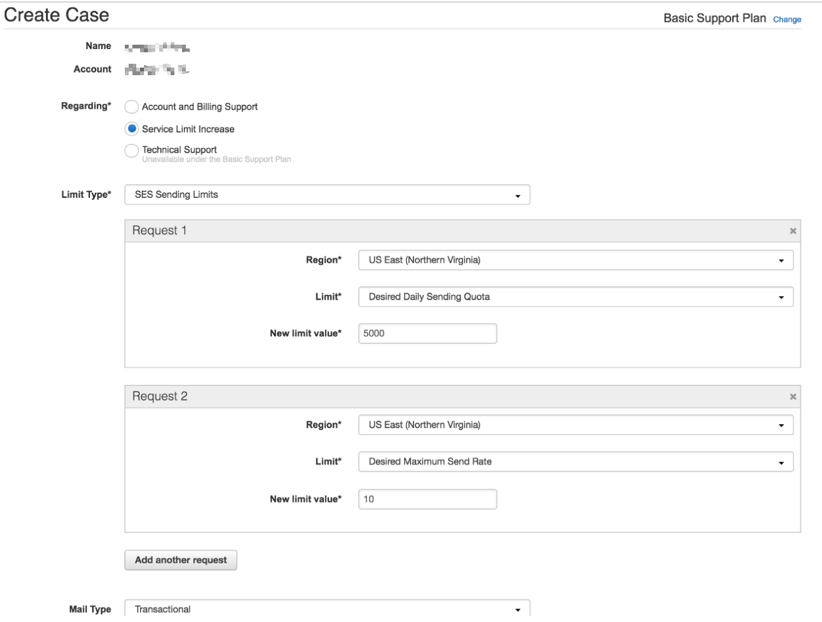 Create Case
Basic Support Plan Change
Name
Account
Regarding* Account and Billing Support
Service Limit Increase
Technical Support
Unavailable under the Basic Support Plan
Limit Type* SES Sending Limits
Request 1
Region* US East (Northern Virginia)
Limit* Desired Daily Sending Quota
New limit value* 5000
Request 2
Region* US East (Northern Virginia)
Limit* Desired Maximum Send Rate
New limit value* 10
Add another request
Mail Type Transactional